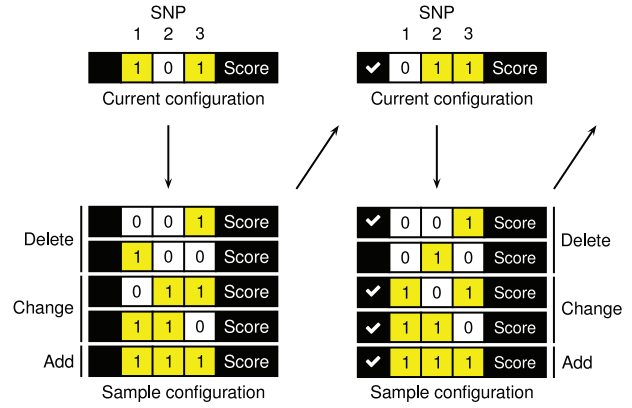 SNP
1 2 3
1 0 1 Score
Current configuration
Delete
0 0 1 Score
1 0 0 Score
Change
0 1 1 Score
1 1 0 Score
Add
1 1 1 Score
Sample configuration
SNP
1 2 3
✓ 0 1 1 Score
Current configuration
✓ 0 0 1 Score
0 1 0 Score
Delete
✓ 1 0 1 Score
✓ 1 1 0 Score
Change
✓ 1 1 1 Score
Add
Sample configuration